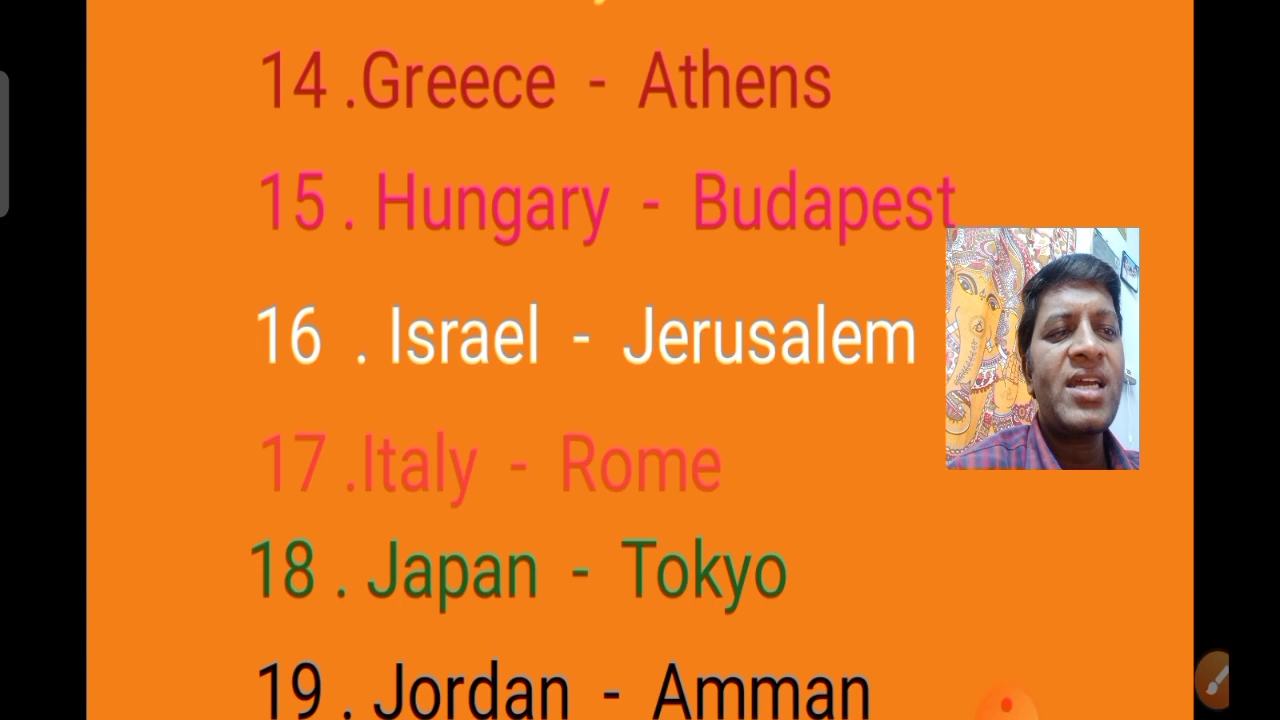 14 .Greece - Athens
15 . Hungary - Budapest
16 . Israel - Jerusalem
17 .Italy - Rome
18 . Japan - Tokyo
19 . Jordan - Amman